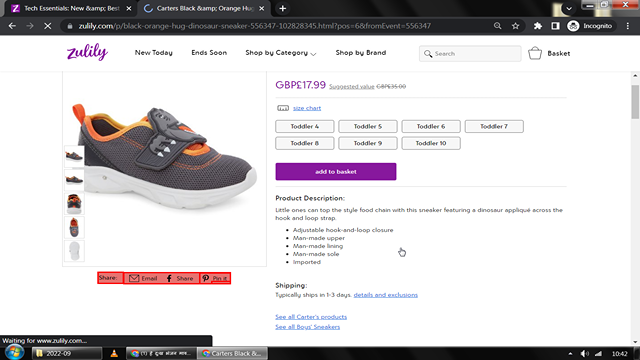 Tech Essentials: New &amp; Best
Carters Black &amp; Orange Hug
zulily.com/p/black-orange-hug-dinosaur-sneaker-556347-102828345.html?pos=6&fromEvent=556347
Incognito
zulily
New Today
Ends Soon
Shop by Category
Shop by Brand
Search
Basket
GBP£17.99 Suggested value GBP£35.00
size chart
Toddler 4
Toddler 5
Toddler 6
Toddler 7
Toddler 8
Toddler 9
Toddler 10
add to basket
Product Description:
Little ones can top the style food chain with this sneaker featuring a dinosaur appliqué across the
hook and loop strap.
Adjustable hook-and-loop closure
Man-made upper
Man-made lining
Man-made sole
Imported
Share: Email Share Pin it
Shipping:
Typically ships in 1-3 days. details and exclusions
See all Carter's products
See all Boys' Sneakers
Waiting for www.zulily.com...
2022-09
Carters Black &...
10:42